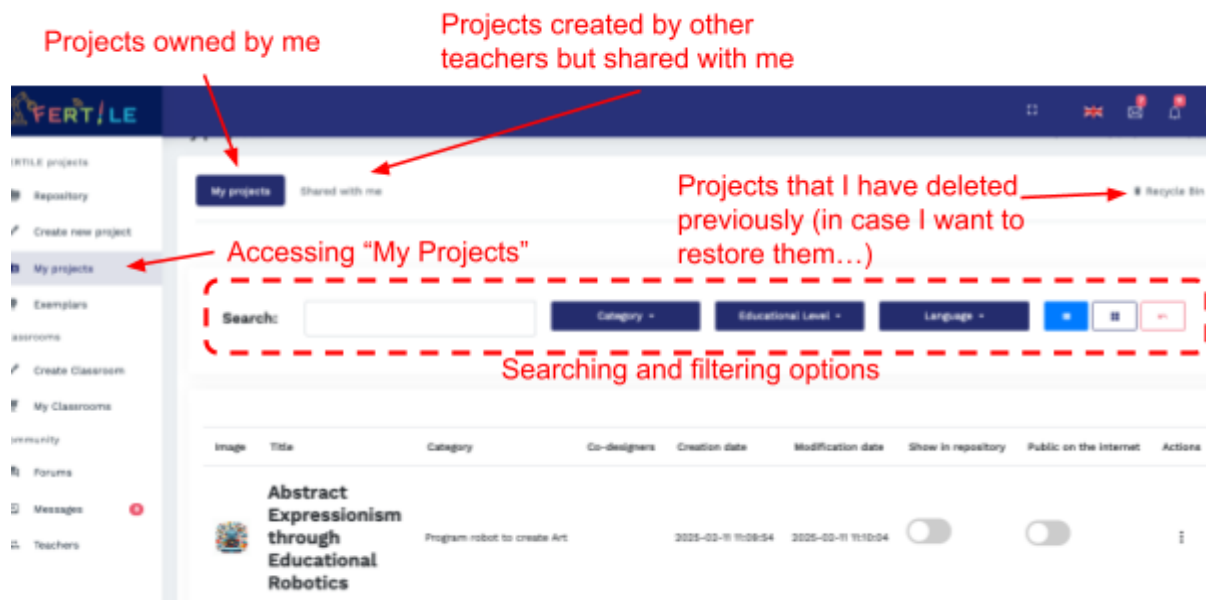 Projects owned by me
Projects created by other
teachers but shared with me
FERTILE
projects
Repository
Create new project
My projects
Exemplars
Create Classroom
My Classrooms
Forums
Messages
Teachers
My projects
Shared with me
Projects that I have deleted
previously (in case I want to
restore them…)
Recycle Bin
Accessing “My Projects”
Search:
Category
Educational Level
Language
Searching and filtering options
Image Title Category Co-designers Creation date Modification date Show in repository Public on the internet Actions
Abstract
Expressionism
through
Educational
Robotics
Program robot to create Art
2025-02-11 11:09:54
2025-02-11 11:10:04